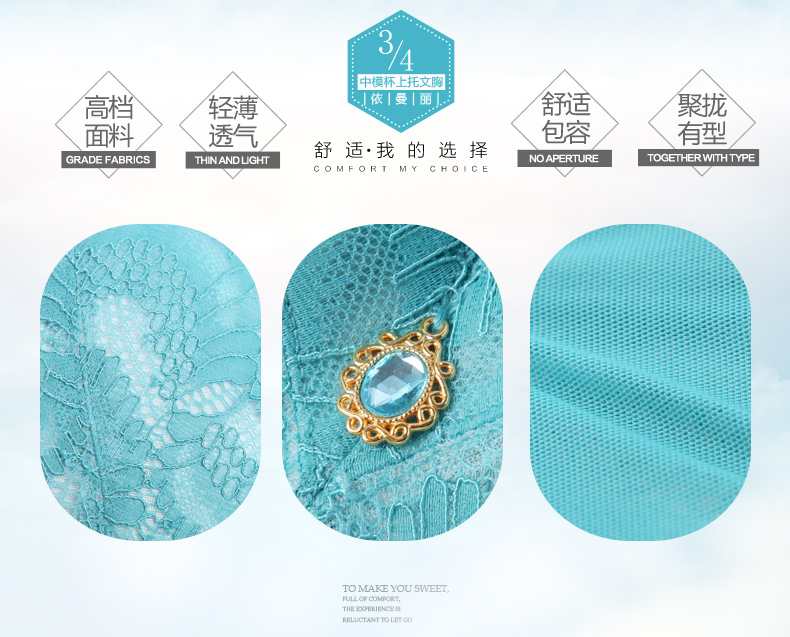 3/4
中模杯上托文胸
依曼丽
舒适·我的选择
COMFORT MY CHOICE
高档
面料
GRADE FABRICS
轻薄
透气
THIN AND LIGHT
舒适
包容
NO APERTURE
聚拢
有型
TOGETHER WITH TYPE
TO MAKE YOU SWEET,
FULL OF COMFORT,
THE EXPERIENCE IS
RELUCTANT TO LET GO